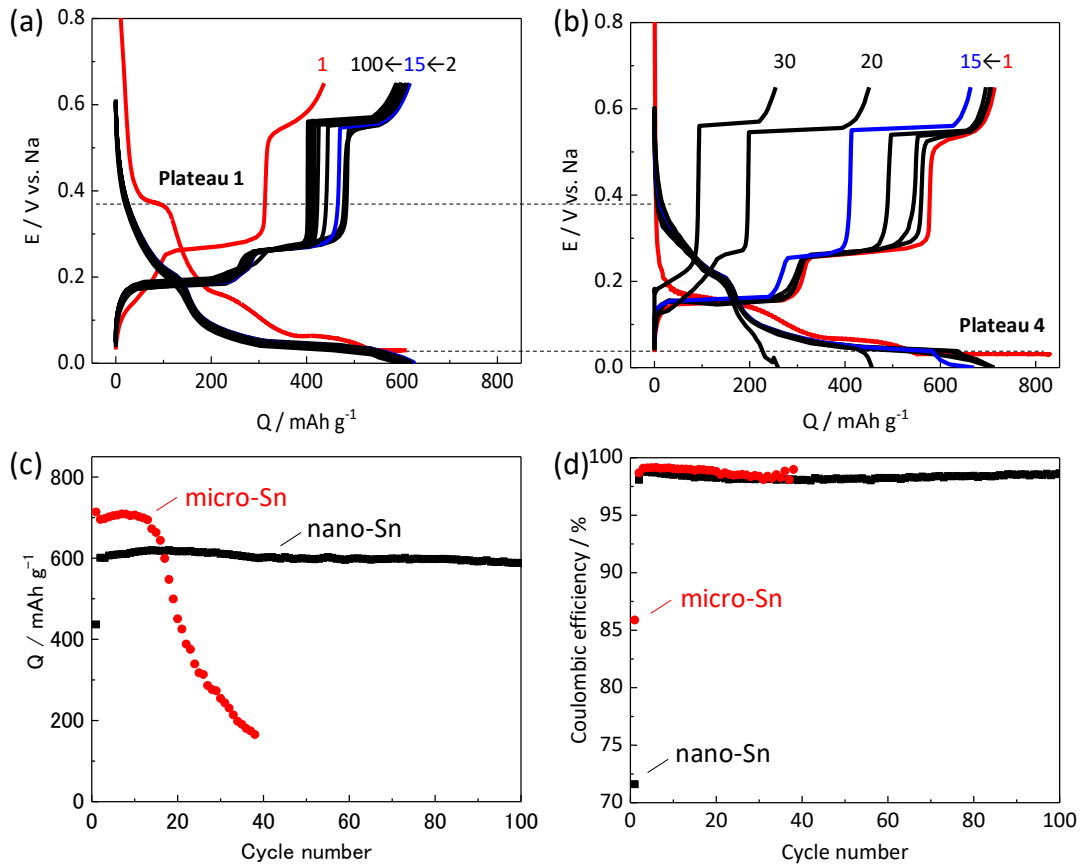 (a)
0.8
0.6
0.4
0.2
0.0
E / V vs. Na
1
100←15←2
Plateau 1
0
200
400
600
800
Q / mAh g⁻¹
(b)
0.8
0.6
0.4
0.2
0.0
E / V vs. Na
30
20
15←1
Plateau 4
0
200
400
600
800
Q / mAh g⁻¹
(c)
800
600
400
200
0
Q / mAh g⁻¹
micro-Sn
nano-Sn
0
20
40
60
80
100
Cycle number
(d)
100
95
90
85
80
75
70
Coulombic efficiency / %
micro-Sn
nano-Sn
0
20
40
60
80
100
Cycle number